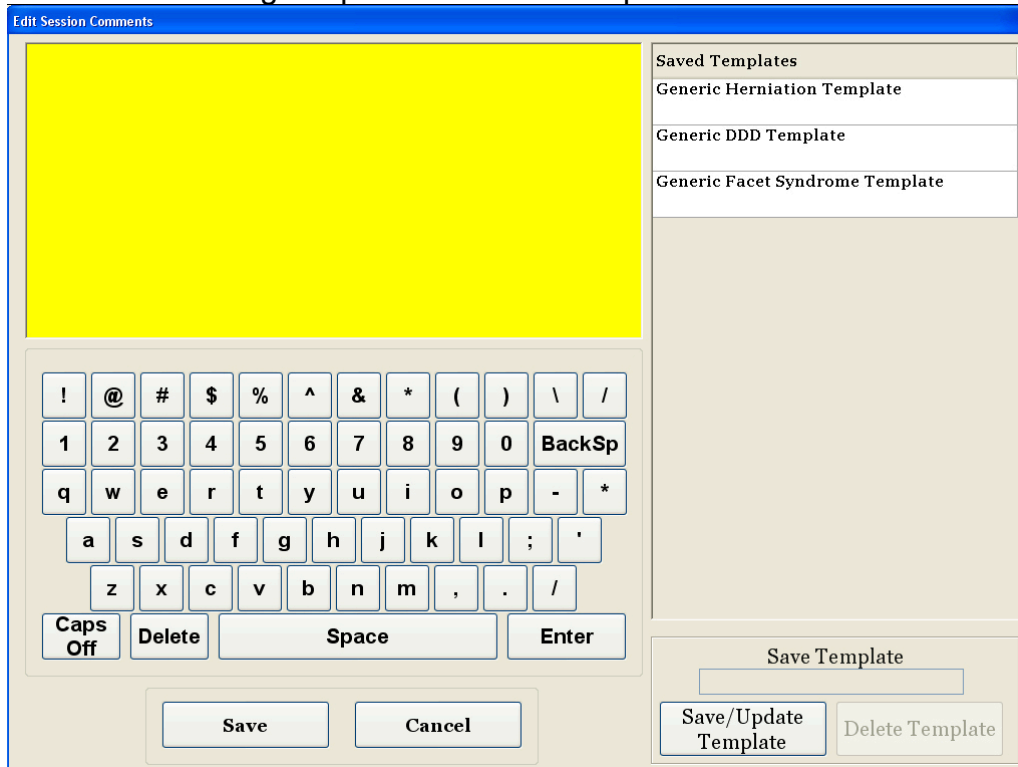 Edit Session Comments
Saved Templates
Generic Herniation Template
Generic DDD Template
Generic Facet Syndrome Template
! @ # $ % ^ & * ( ) \ /
1 2 3 4 5 6 7 8 9 0 BackSp
q w e r t y u i o p - *
a s d f g h j k l ; '
z x c v b n m , . /
Caps Off Delete Space Enter
Save Cancel
Save Template
Save/Update
Template
Delete Template